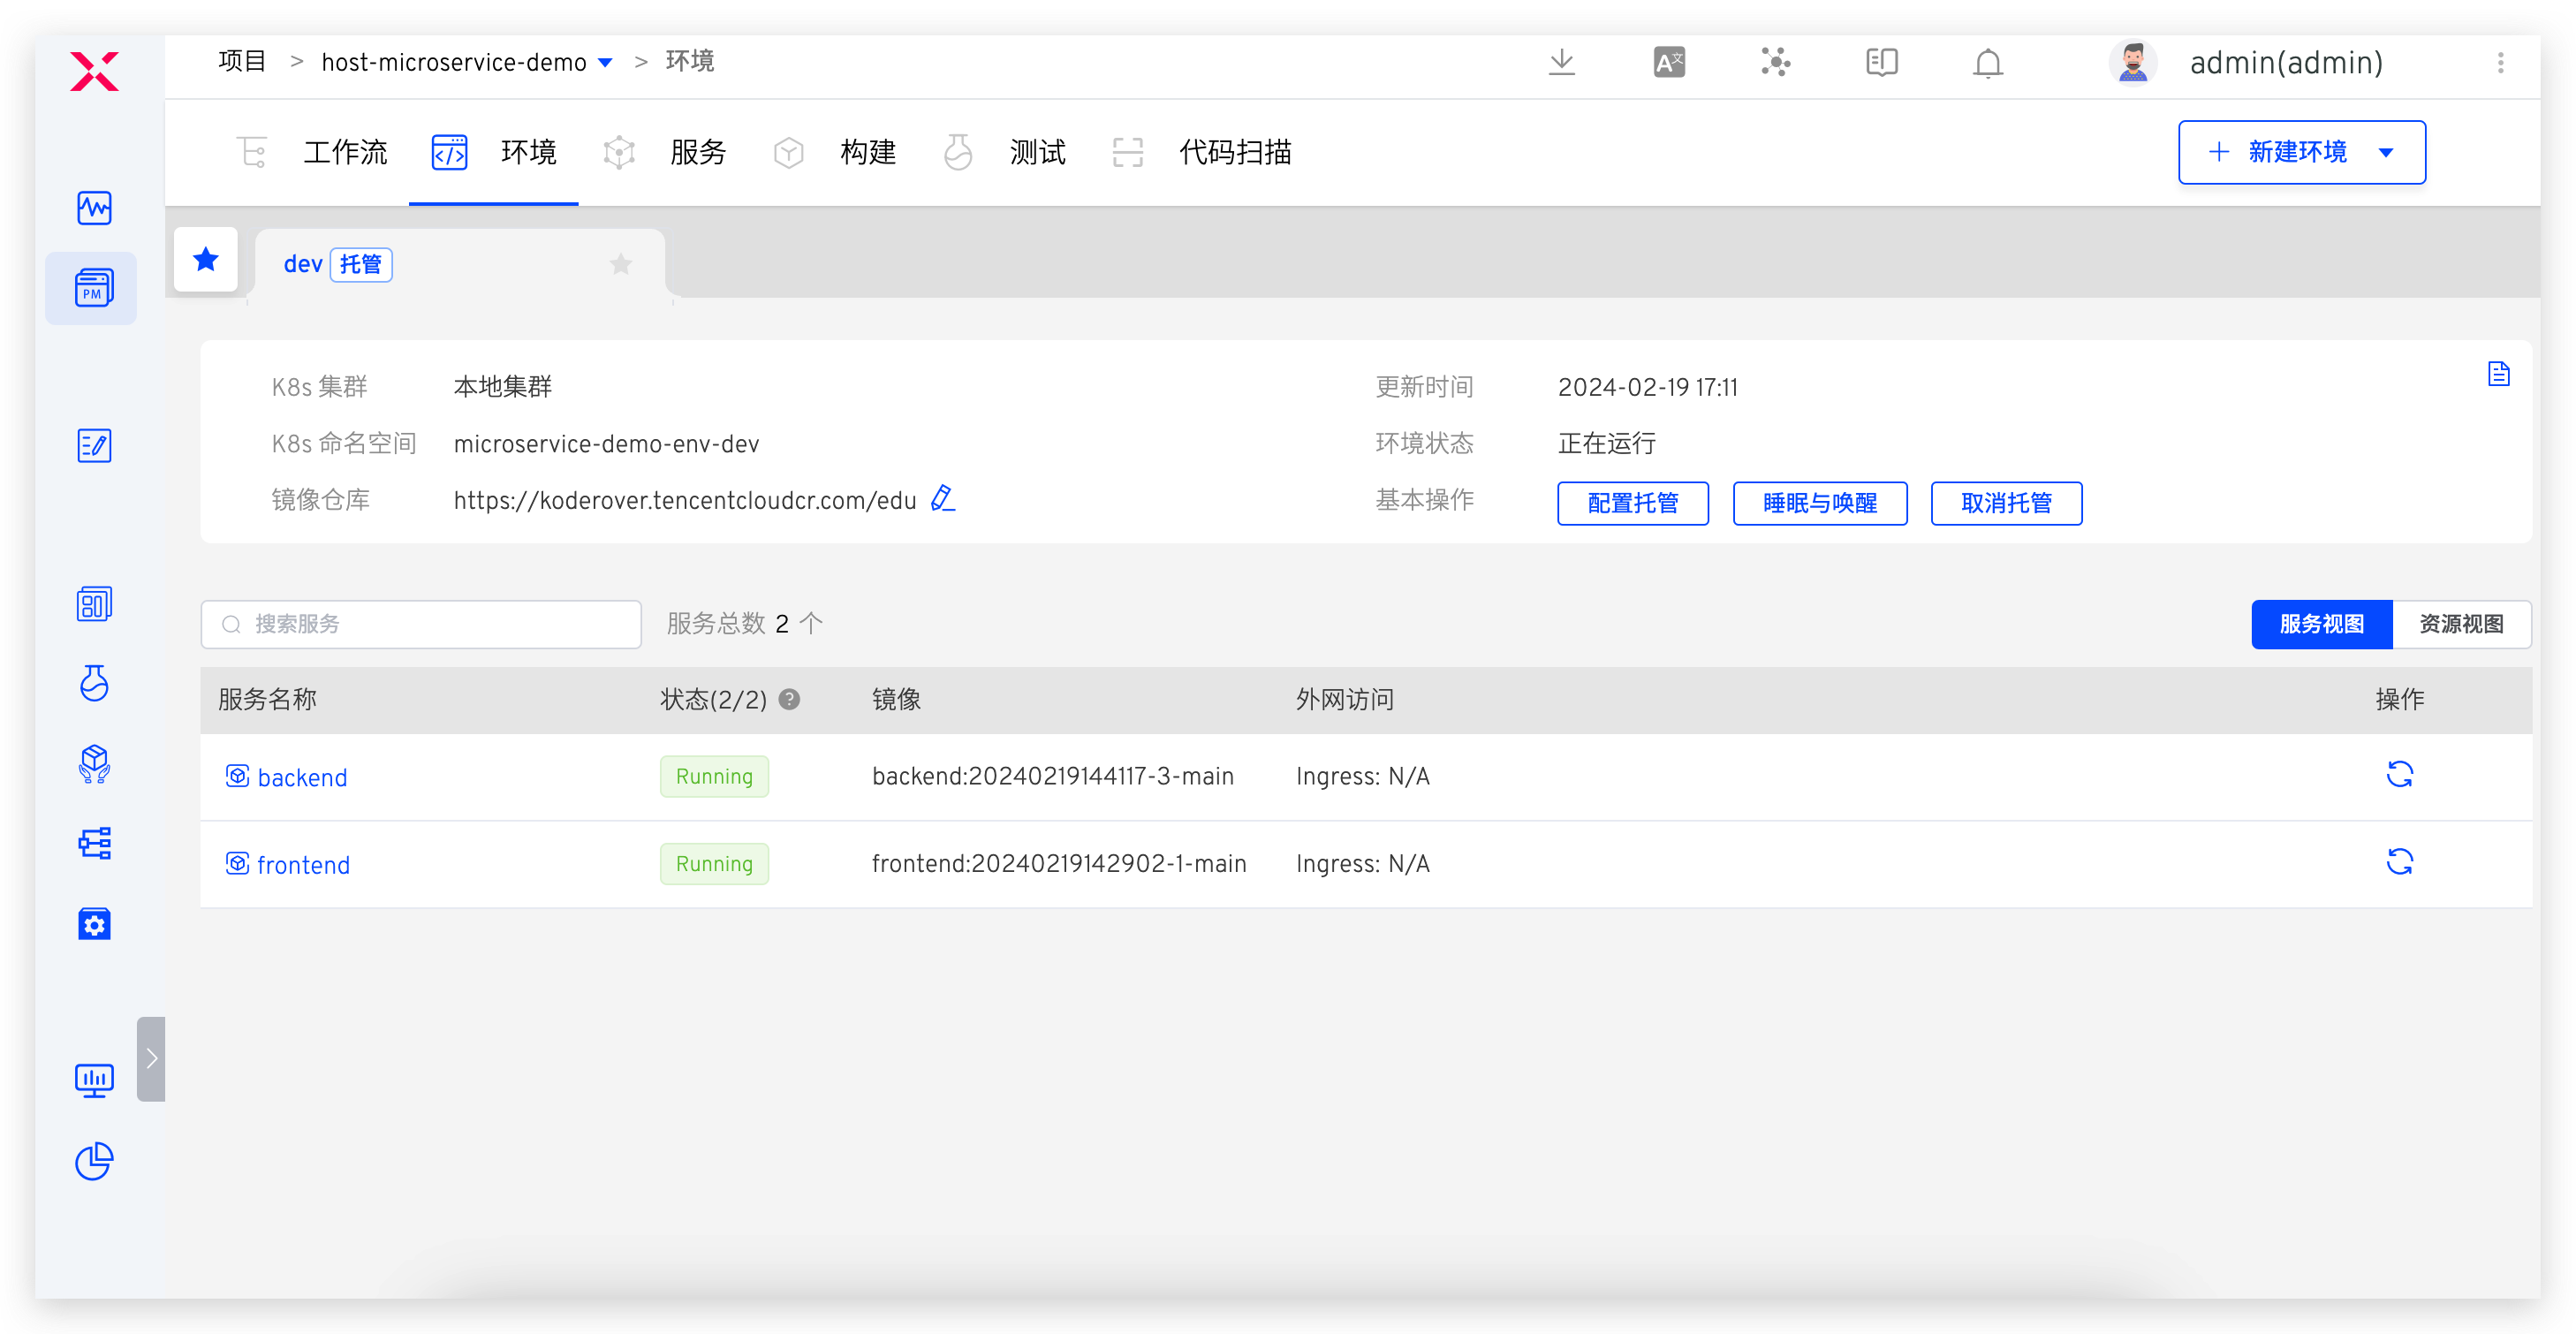 项目 > host-microservice-demo > 环境
admin(admin)
工作流 环境 服务 构建 测试 代码扫描
+ 新建环境
PM
dev 托管
K8s 集群 本地集群 更新时间 2024-02-19 17:11
K8s 命名空间 microservice-demo-env-dev 环境状态 正在运行
镜像仓库 https://koderover.tencentcloudcr.com/edu 基本操作 配置托管 睡眠与唤醒 取消托管
搜索服务 服务总数 2 个 服务视图 资源视图
服务名称 状态(2/2) ? 镜像 外网访问 操作
backend Running backend:20240219144117-3-main Ingress: N/A
frontend Running frontend:20240219142902-1-main Ingress: N/A